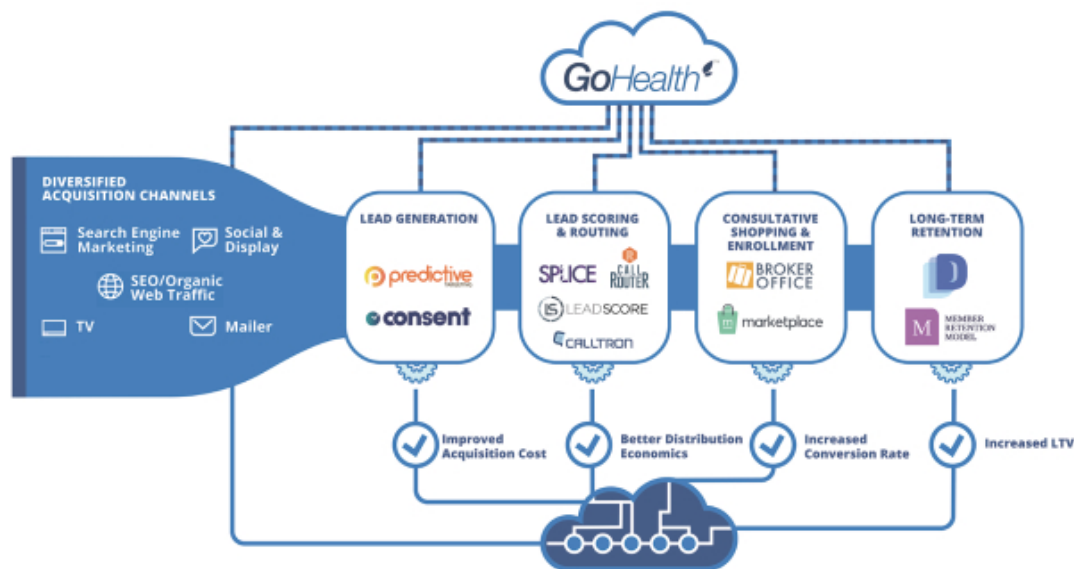 GoHealth
DIVERSIFIED
ACQUISITION CHANNELS
Search Engine
Marketing
Social &
Display
SEO/Organic
Web Traffic
TV
Mailer
LEAD GENERATION
predictive
TARGETING
consent
LEAD SCORING
& ROUTING
SPLICE
CALL
ROUTER
LS LEADSCORE
CALLTRON
CONSULTATIVE
SHOPPING &
ENROLLMENT
BROKER
OFFICE
m marketplace
LONG-TERM
RETENTION
D
M
MEMBER
RETENTION
MODEL
Improved
Acquisition Cost
Better Distribution
Economics
Increased
Conversion Rate
Increased LTV